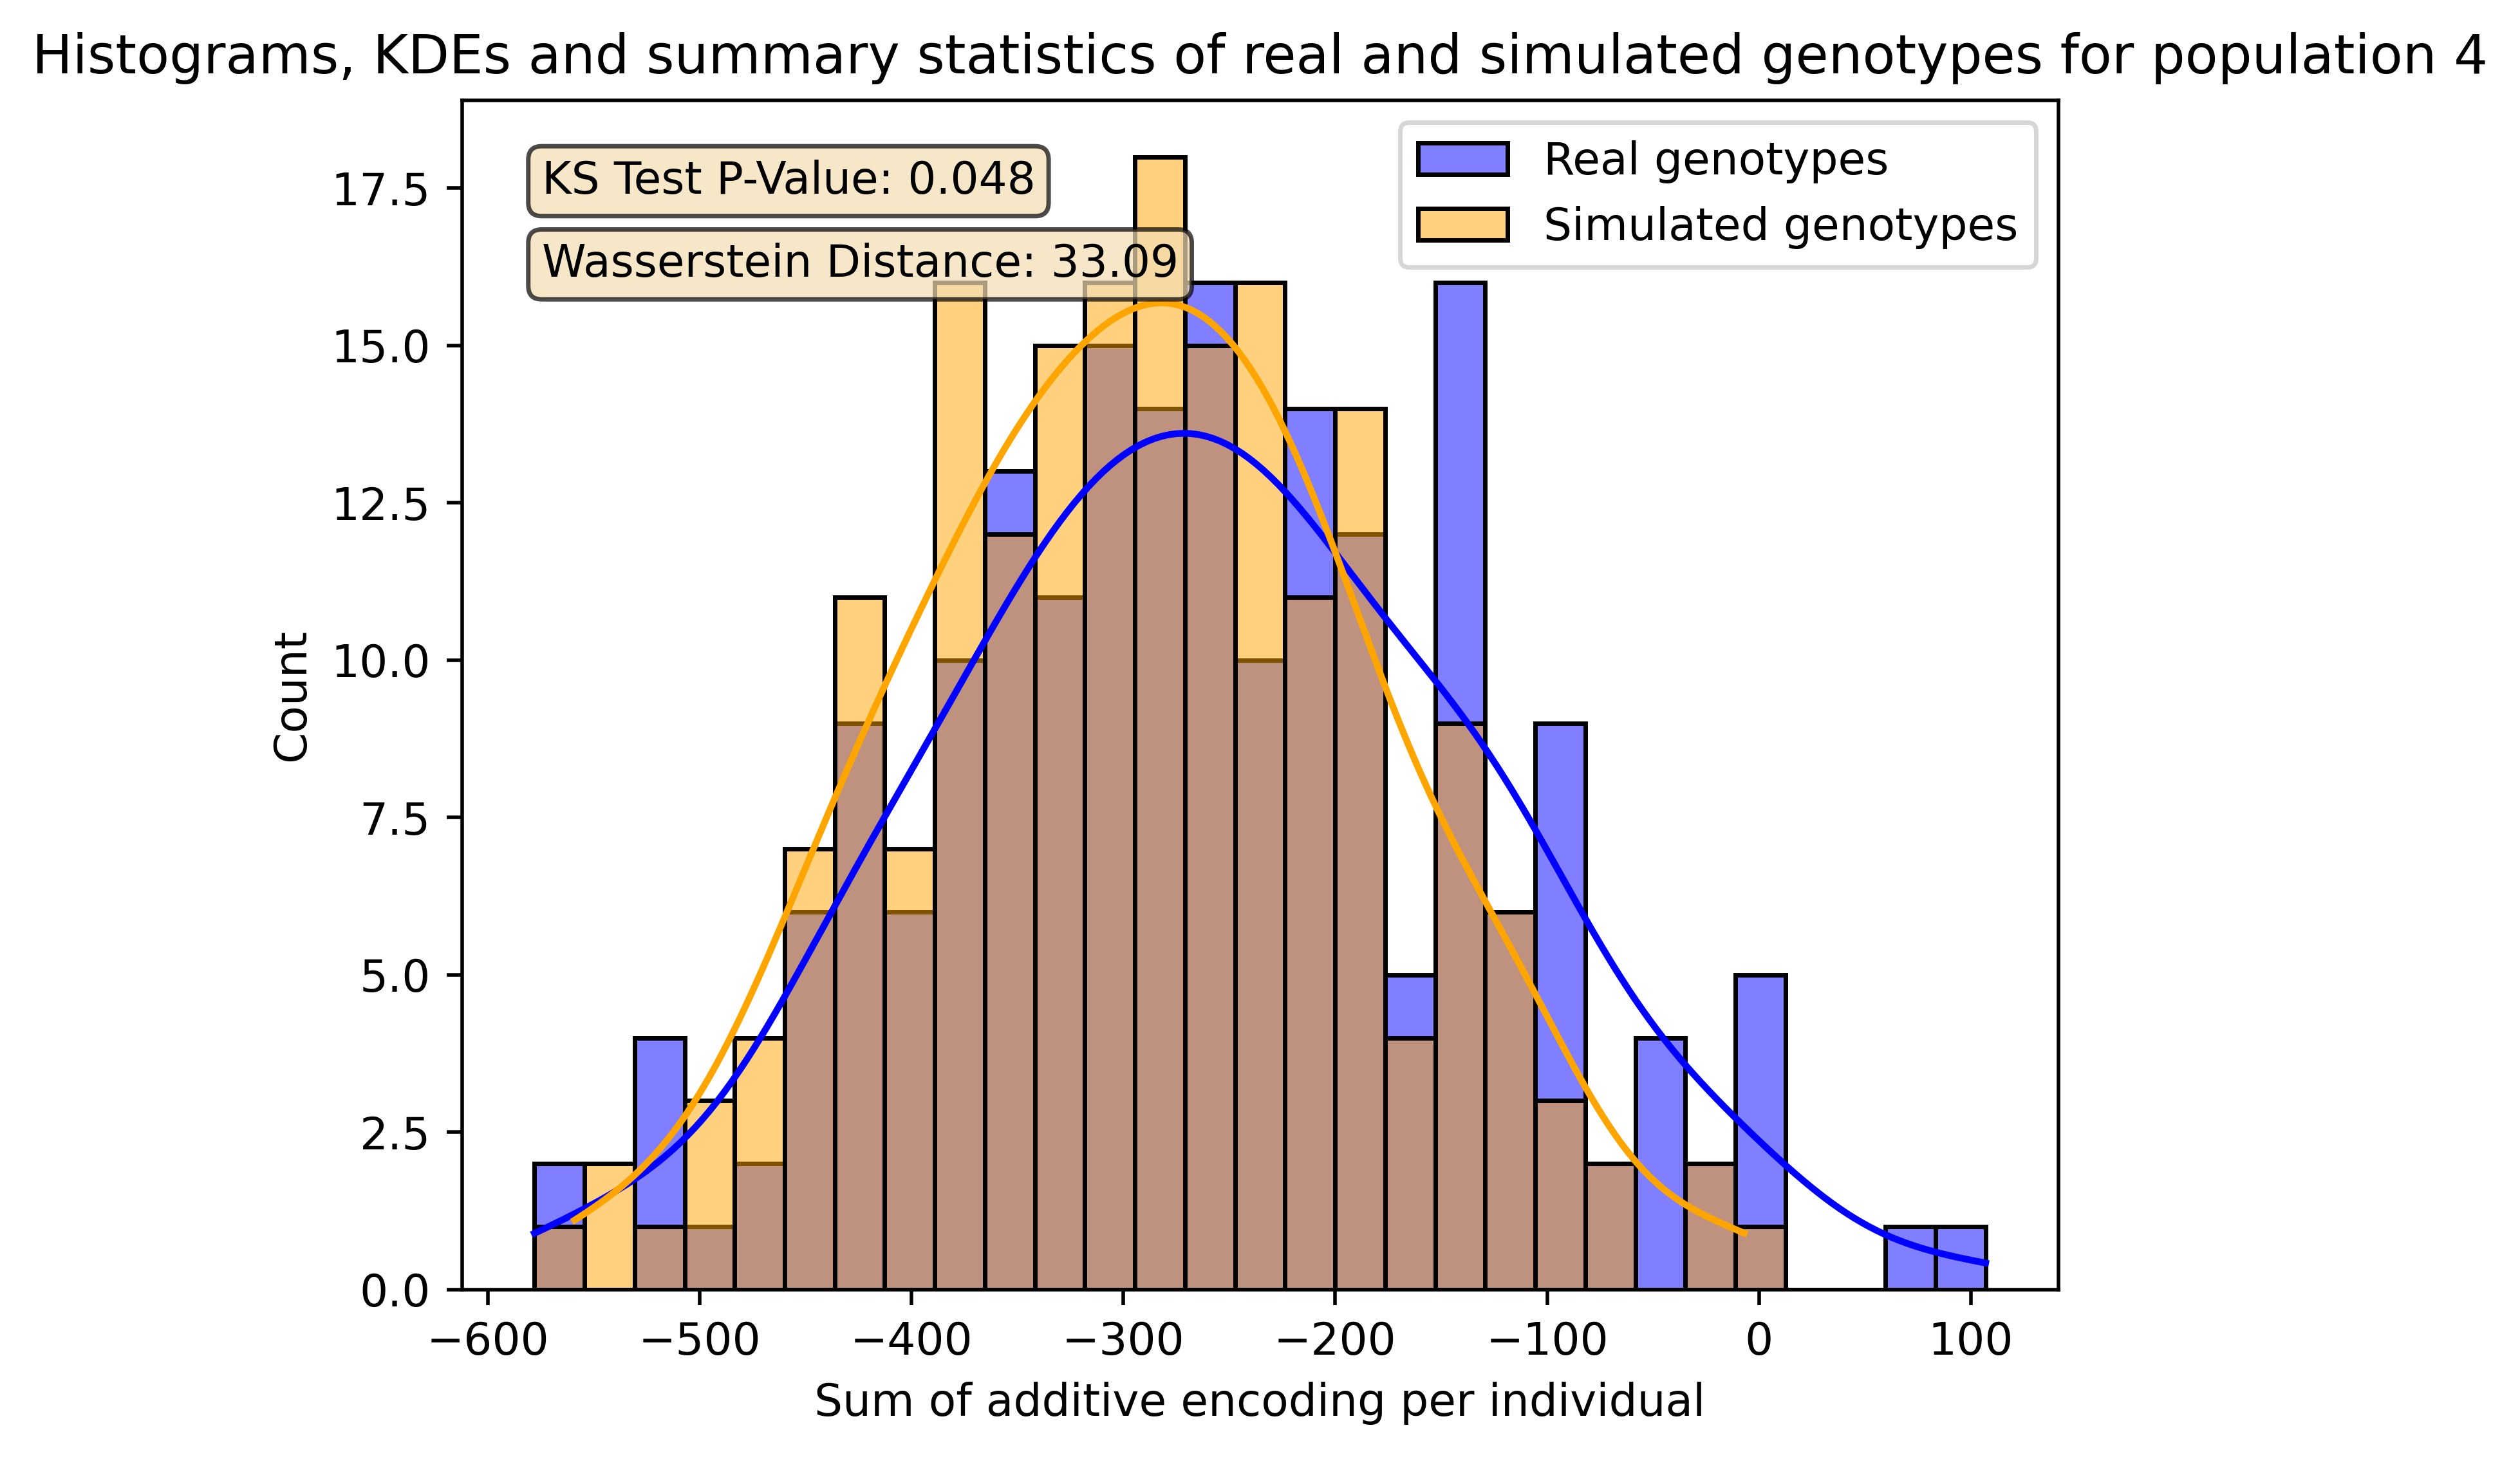 Histograms, KDEs and summary statistics of real and simulated genotypes for population 4
KS Test P-Value: 0.048
Wasserstein Distance: 33.09
Real genotypes
Simulated genotypes
17.5
15.0
12.5
10.0
7.5
5.0
2.5
0.0
Count
−600 −500 −400 −300 −200 −100 0 100
Sum of additive encoding per individual